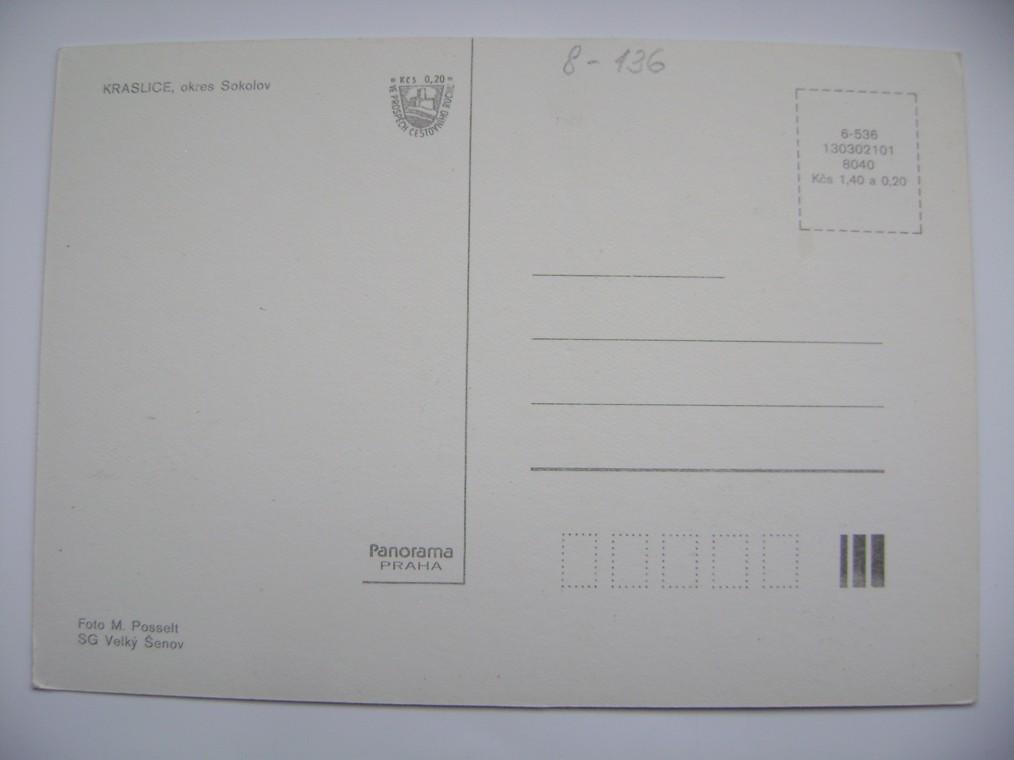 8-136
KRASLICE, okres Sokolov
Kčs 0,20
VE PROSPĚCH CESTOVNÍHO RUCHU
6-536
130302101
8040
Kčs 1,40 a 0,20
Panorama
PRAHA
Foto M. Posselt
SG Velký Šenov